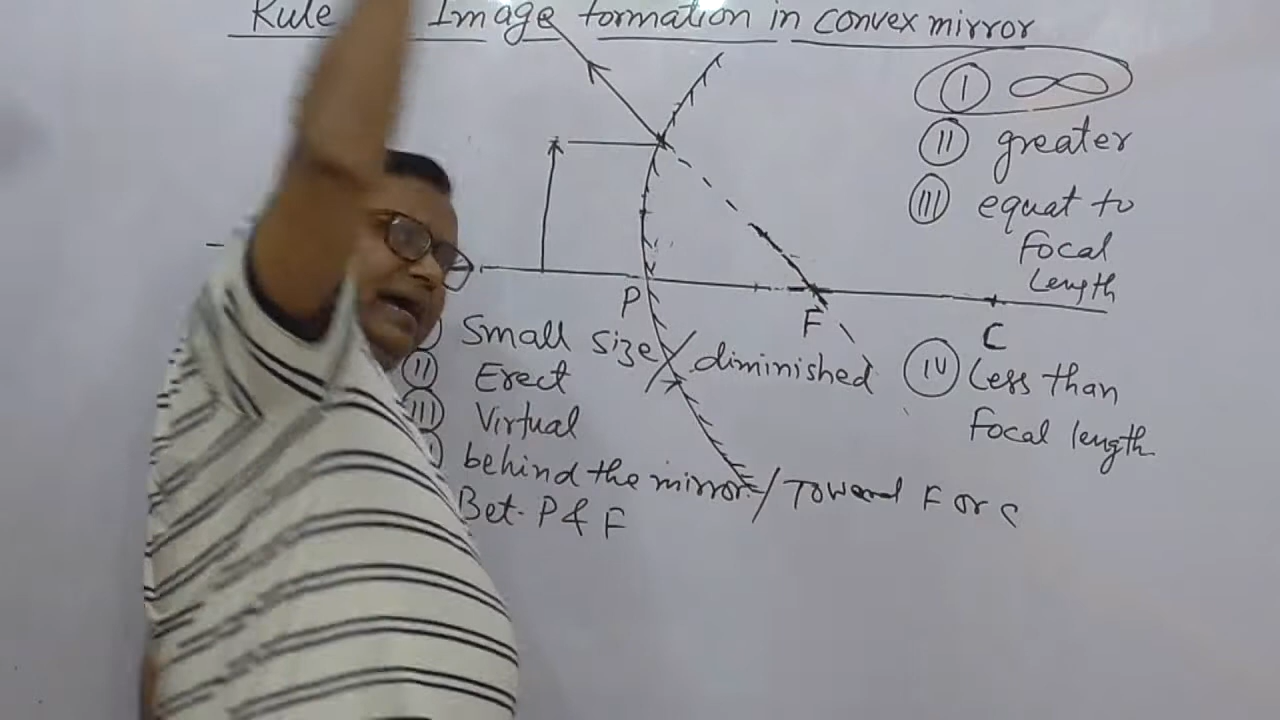 Rule Image formation in convex mirror
I ∞
II greater
III equat to
Focal
Length
P F C
Small size / diminished
II Erect
III Virtual
behind the mirror / Toward F or C
Bet. P & F
IV Less than
Focal length